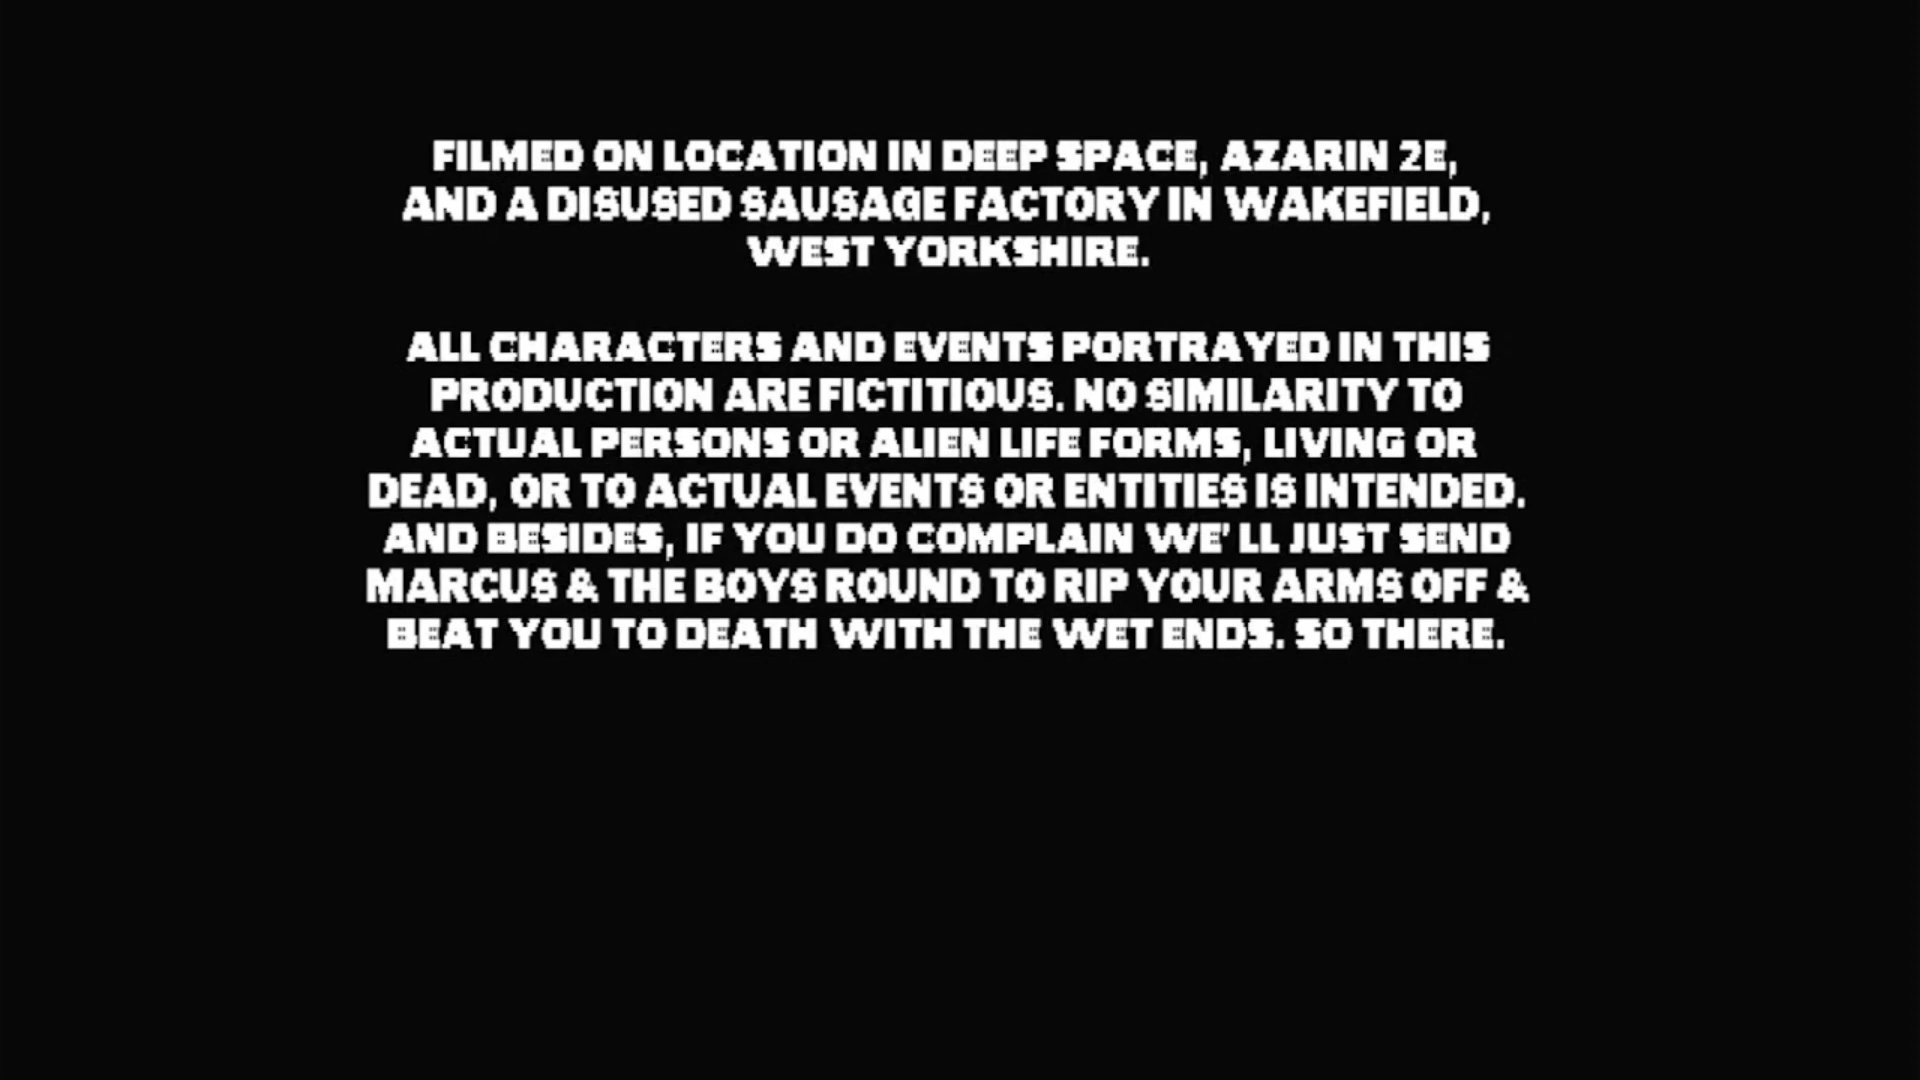 FILMED ON LOCATION IN DEEP SPACE, AZARIN 2E,
AND A DISUSED SAUSAGE FACTORY IN WAKEFIELD,
WEST YORKSHIRE.
ALL CHARACTERS AND EVENTS PORTRAYED IN THIS
PRODUCTION ARE FICTITIOUS. NO SIMILARITY TO
ACTUAL PERSONS OR ALIEN LIFE FORMS, LIVING OR
DEAD, OR TO ACTUAL EVENTS OR ENTITIES IS INTENDED.
AND BESIDES, IF YOU DO COMPLAIN WE'LL JUST SEND
MARCUS & THE BOYS ROUND TO RIP YOUR ARMS OFF &
BEAT YOU TO DEATH WITH THE WET ENDS. SO THERE.